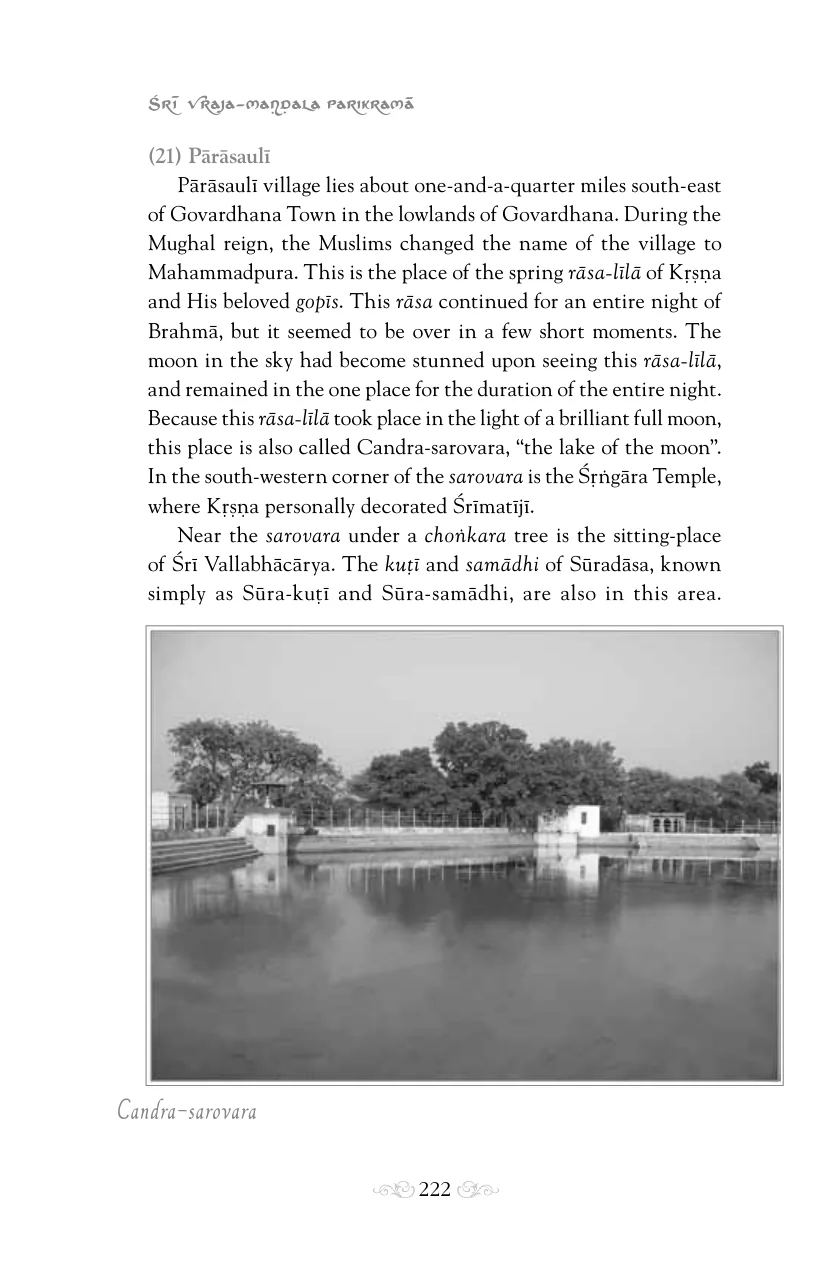 Śrī Vraja-maṇḍala Parikramā
(21) Pārāsaulī
Pārāsaulī village lies about one-and-a-quarter miles south-east
of Govardhana Town in the lowlands of Govardhana. During the
Mughal reign, the Muslims changed the name of the village to
Mahammadpura. This is the place of the spring rāsa-līlā of Kṛṣṇa
and His beloved gopīs. This rāsa continued for an entire night of
Brahmā, but it seemed to be over in a few short moments. The
moon in the sky had become stunned upon seeing this rāsa-līlā,
and remained in the one place for the duration of the entire night.
Because this rāsa-līlā took place in the light of a brilliant full moon,
this place is also called Candra-sarovara, “the lake of the moon”.
In the south-western corner of the sarovara is the Śṛṅgāra Temple,
where Kṛṣṇa personally decorated Śrīmatījī.
Near the sarovara under a choṅkara tree is the sitting-place
of Śrī Vallabhācārya. The kuṭī and samādhi of Sūradāsa, known
simply as Sūra-kuṭī and Sūra-samādhi, are also in this area.
Candra-sarovara
222